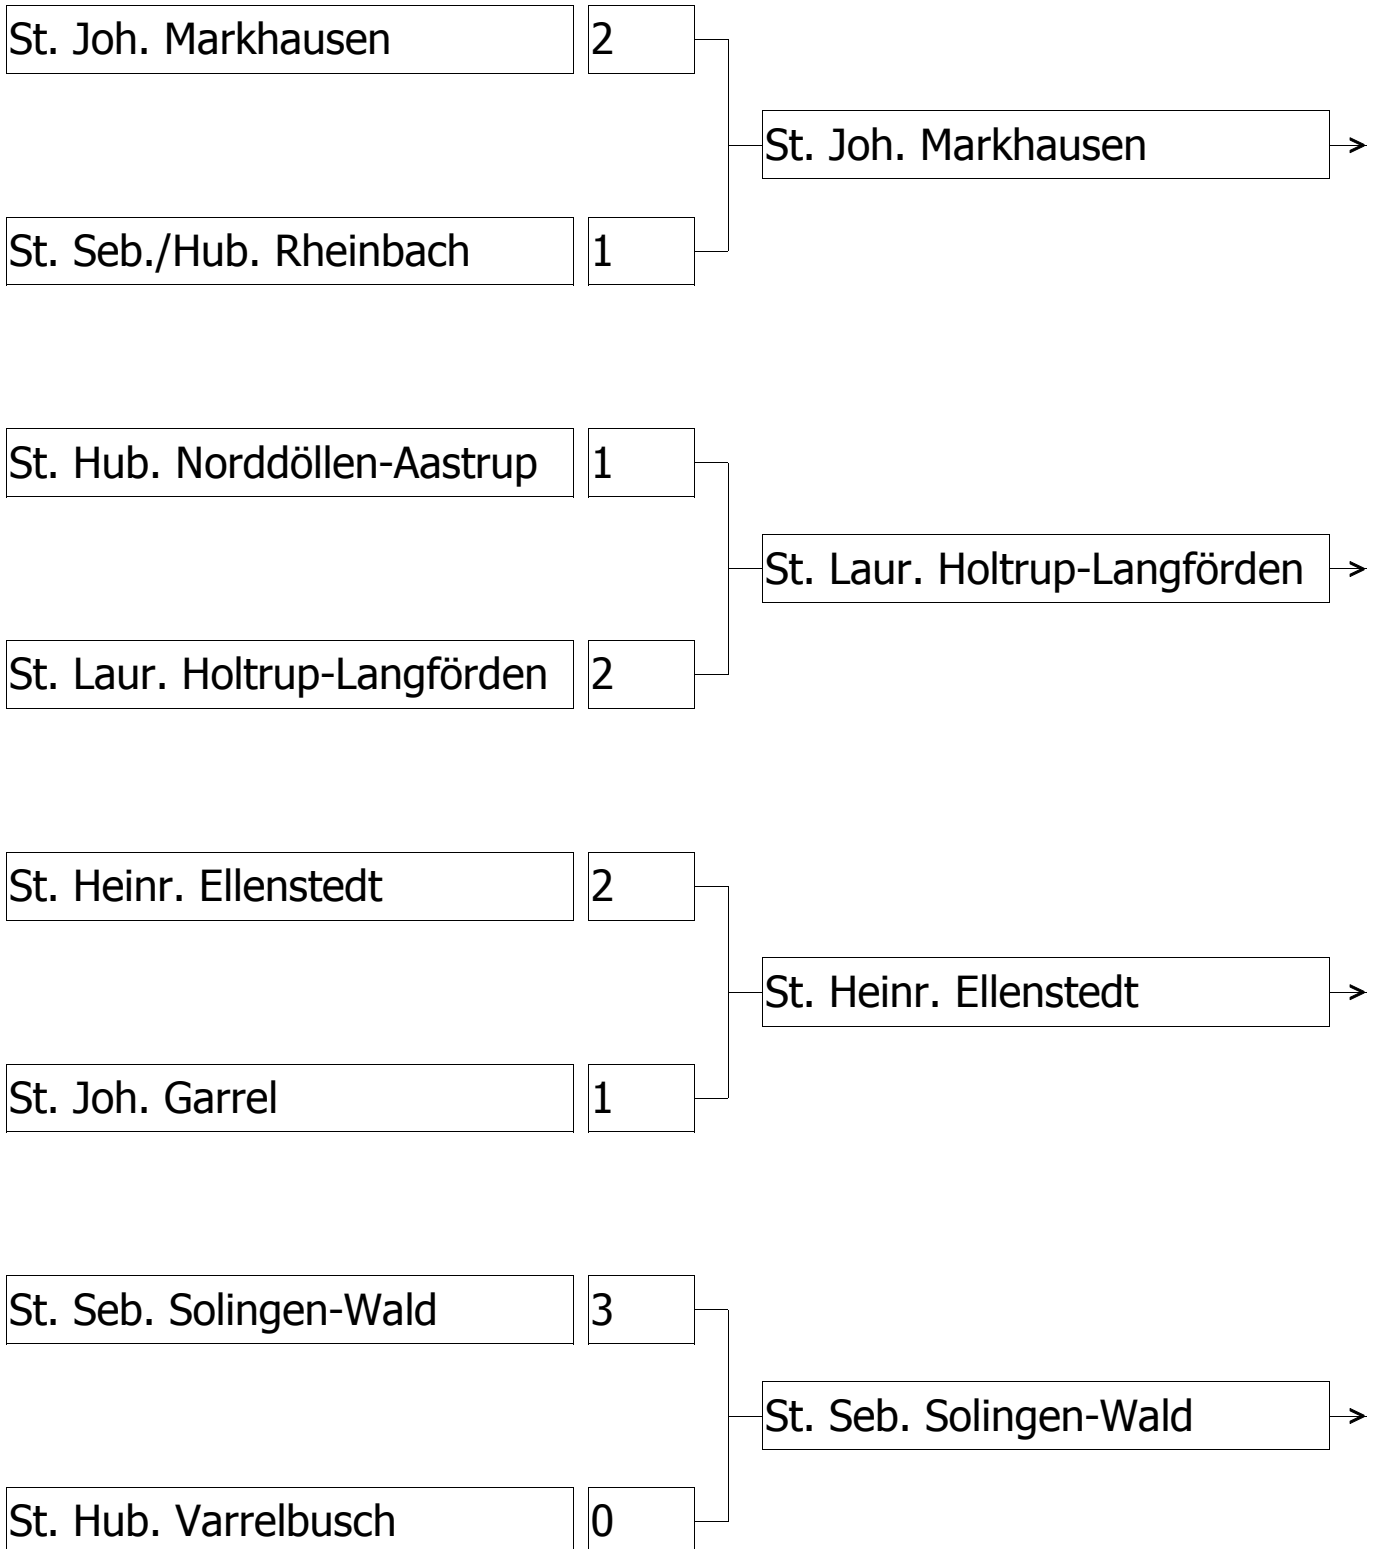 St. Joh. Markhausen 2
St. Joh. Markhausen >
St. Seb./Hub. Rheinbach 1
St. Hub. Norddöllen-Aastrup 1
St. Laur. Holtrup-Langförden >
St. Laur. Holtrup-Langförden 2
St. Heinr. Ellenstedt 2
St. Heinr. Ellenstedt >
St. Joh. Garrel 1
St. Seb. Solingen-Wald 3
St. Seb. Solingen-Wald >
St. Hub. Varrelbusch 0